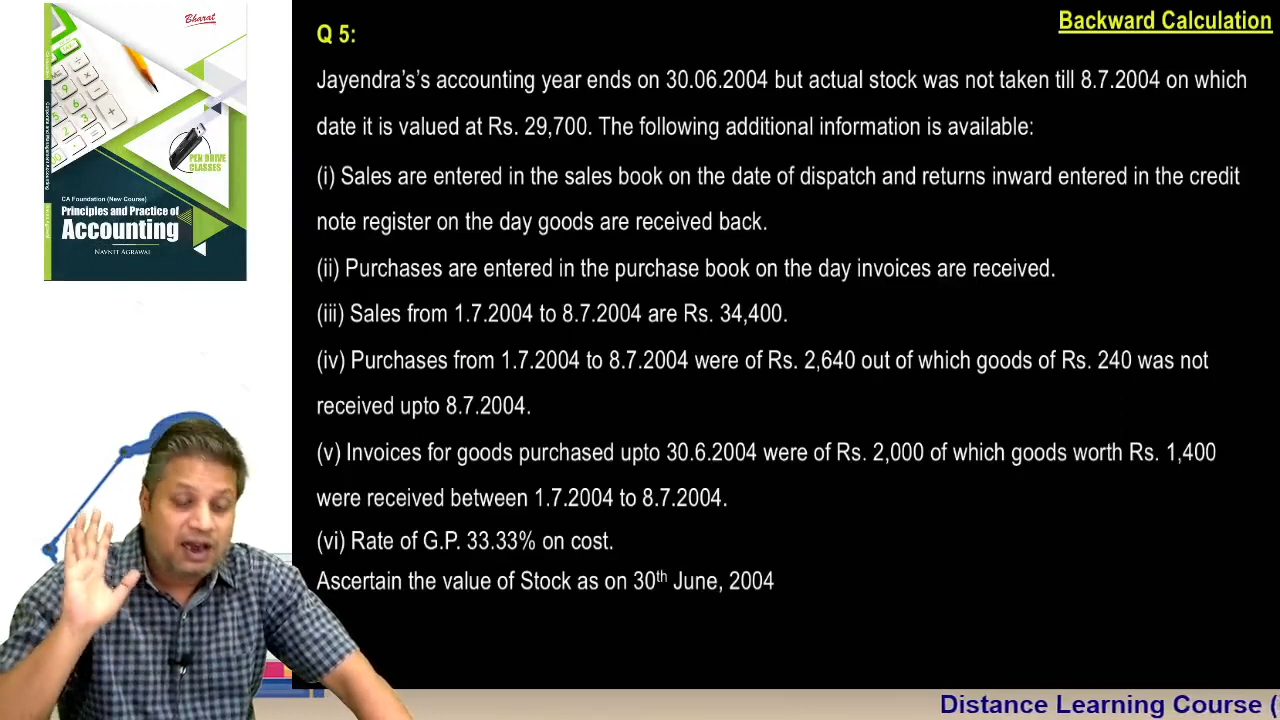 Bharat
PEN DRIVE
CLASSES
CA Foundation (New Course)
Principles and Practice of
Accounting
NAVNIT AGRAWAL
Backward Calculation
Q 5:
Jayendra's's accounting year ends on 30.06.2004 but actual stock was not taken till 8.7.2004 on which
date it is valued at Rs. 29,700. The following additional information is available:
(i) Sales are entered in the sales book on the date of dispatch and returns inward entered in the credit
note register on the day goods are received back.
(ii) Purchases are entered in the purchase book on the day invoices are received.
(iii) Sales from 1.7.2004 to 8.7.2004 are Rs. 34,400.
(iv) Purchases from 1.7.2004 to 8.7.2004 were of Rs. 2,640 out of which goods of Rs. 240 was not
received upto 8.7.2004.
(v) Invoices for goods purchased upto 30.6.2004 were of Rs. 2,000 of which goods worth Rs. 1,400
were received between 1.7.2004 to 8.7.2004.
(vi) Rate of G.P. 33.33% on cost.
Ascertain the value of Stock as on 30th June, 2004
Distance Learning Course (